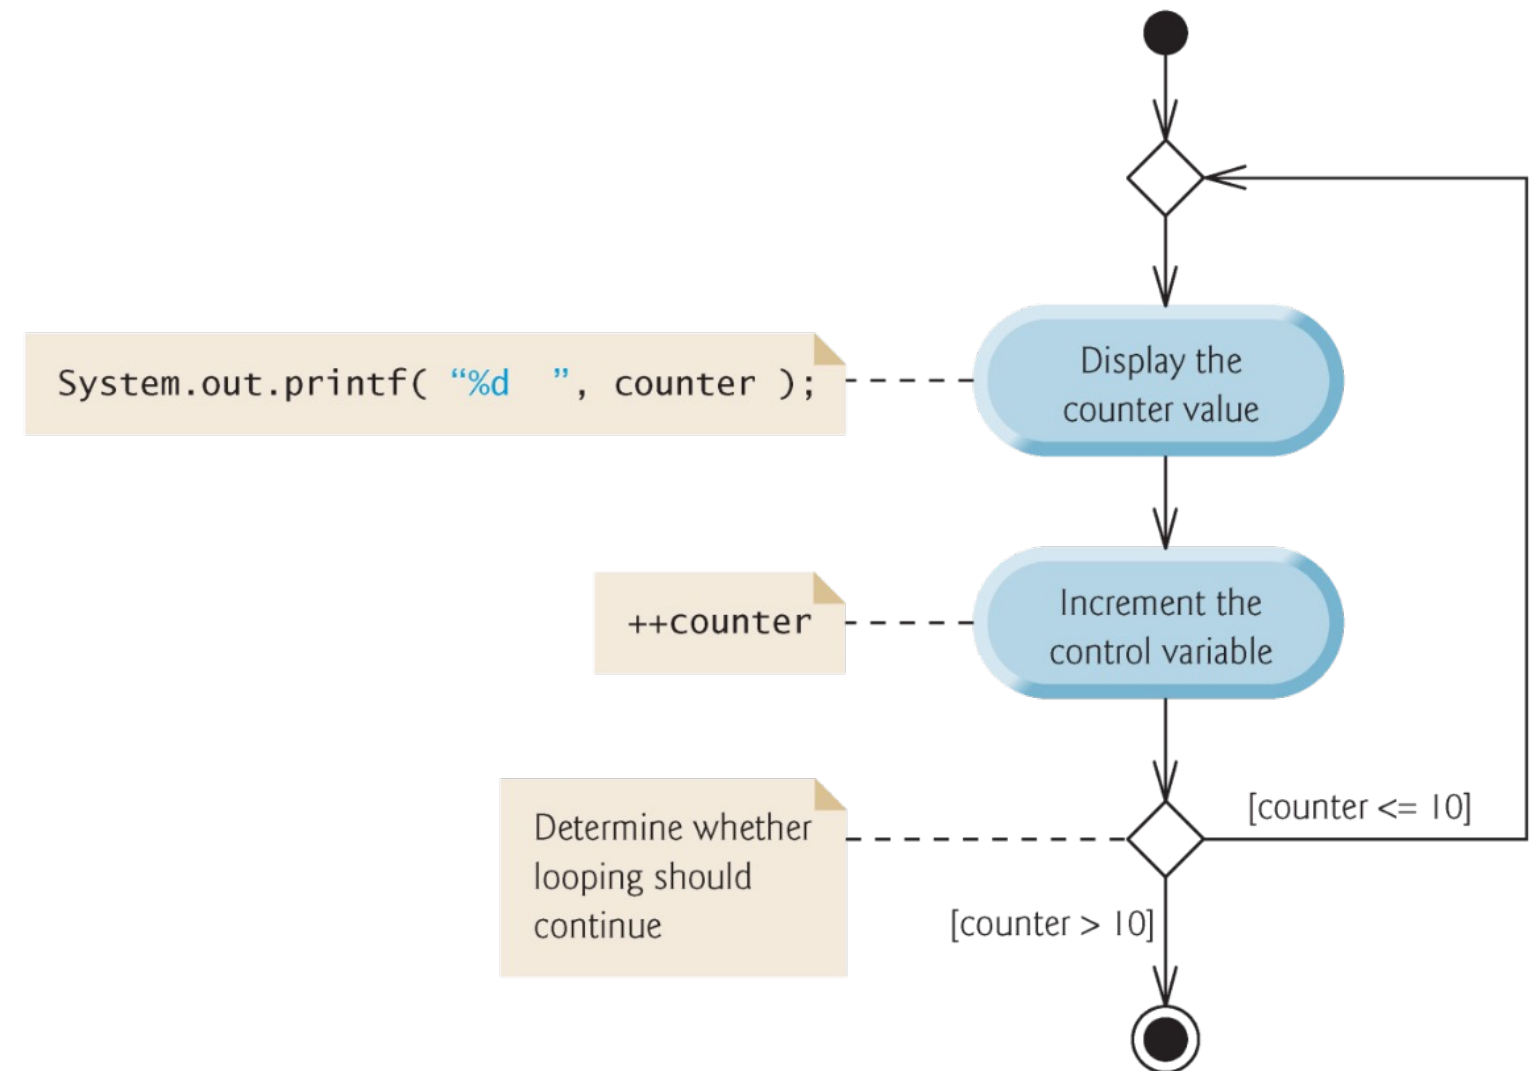 System.out.printf( “%d  ”, counter );
Display the
counter value
++counter
Increment the
control variable
Determine whether
looping should
continue
[counter <= 10]
[counter > 10]